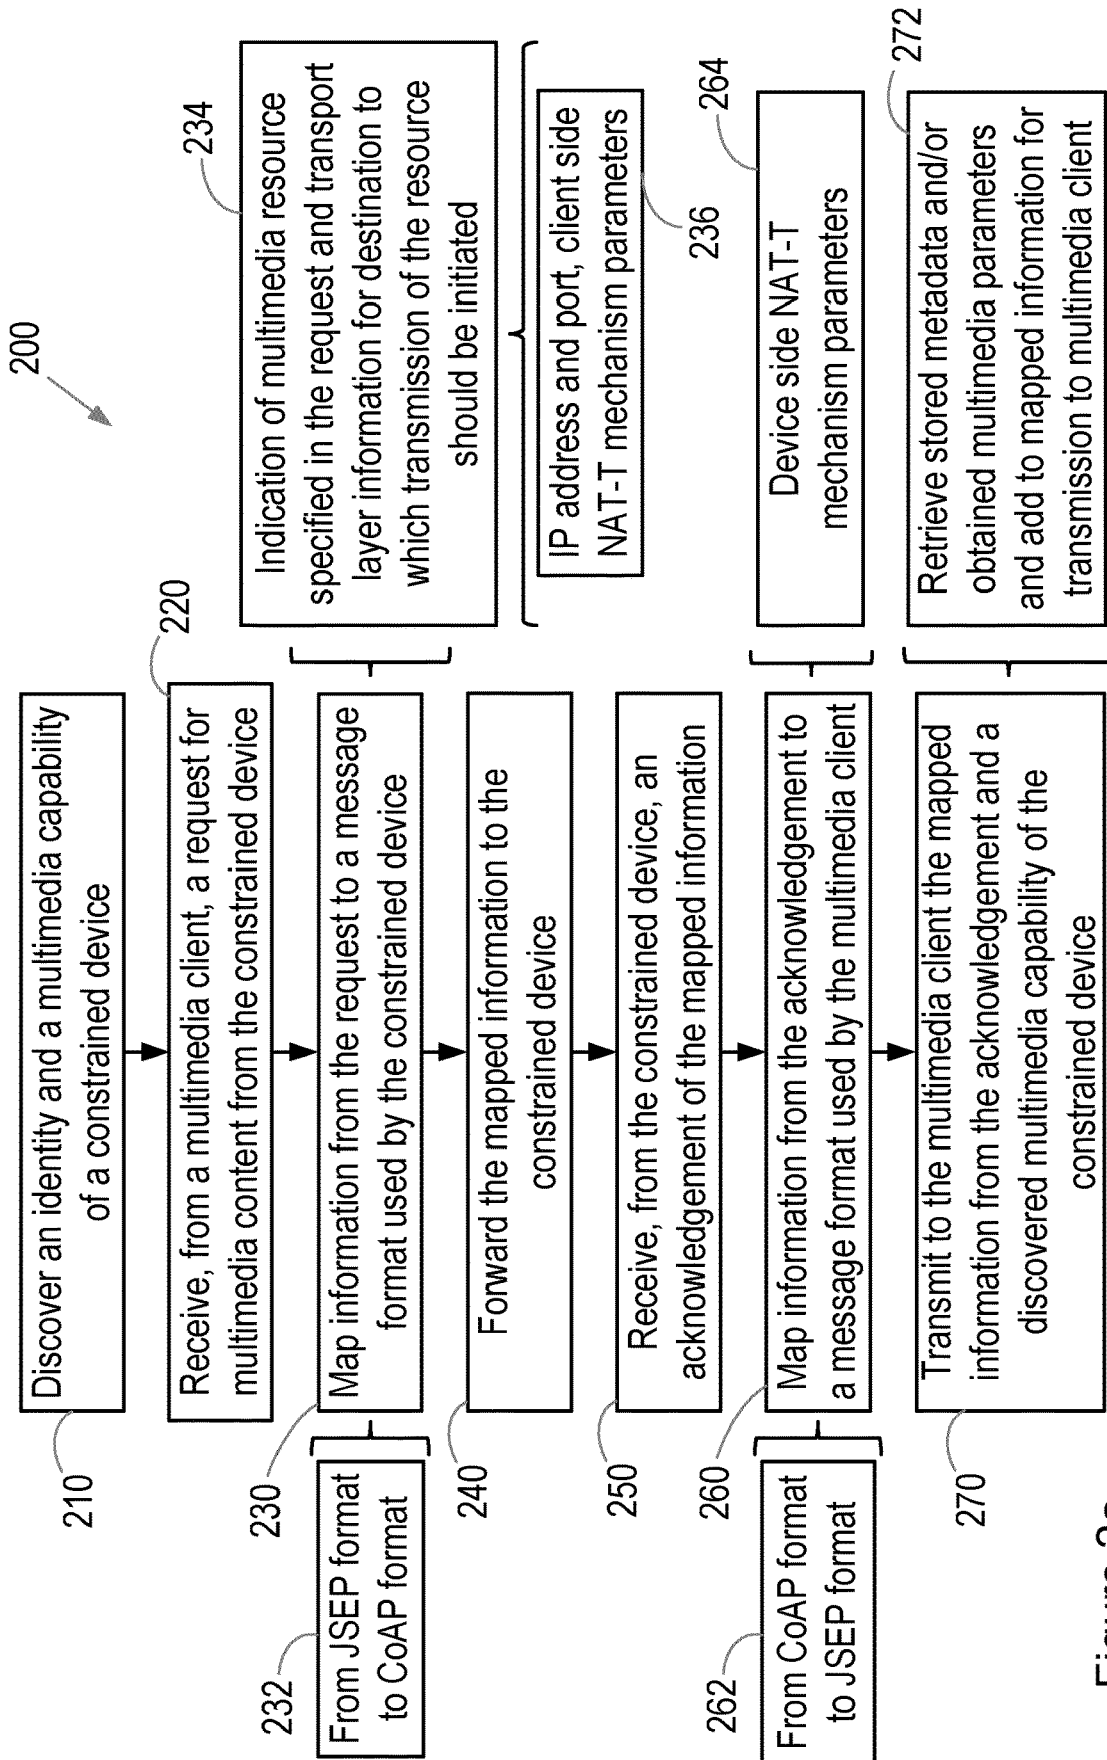 200
210
Discover an identity and a multimedia capability
of a constrained device
220
Receive, from a multimedia client, a request for
multimedia content from the constrained device
232
From JSEP format
to CoAP format
230
Map information from the request to a message
format used by the constrained device
234
Indication of multimedia resource
specified in the request and transport
layer information for destination to
which transmission of the resource
should be initiated
IP address and port, client side
NAT-T mechanism parameters
236
240
Forward the mapped information to the
constrained device
250
Receive, from the constrained device, an
acknowledgement of the mapped information
262
From CoAP format
to JSEP format
260
Map information from the acknowledgement to
a message format used by the multimedia client
264
Device side NAT-T
mechanism parameters
270
Transmit to the multimedia client the mapped
information from the acknowledgement and a
discovered multimedia capability of the
constrained device
272
Retrieve stored metadata and/or
obtained multimedia parameters
and add to mapped information for
transmission to multimedia client
Figure